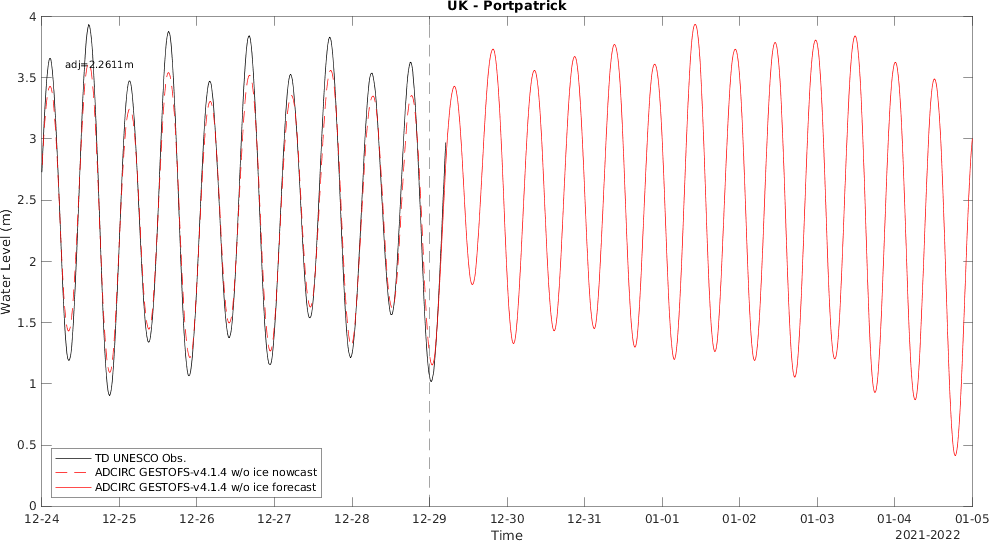 UK - Portpatrick
4
3.5
3
2.5
2
1.5
1
0.5
0
Water Level (m)
adj=2.2611m
TD UNESCO Obs.
ADCIRC GESTOFS-v4.1.4 w/o ice nowcast
ADCIRC GESTOFS-v4.1.4 w/o ice forecast
12-24 12-25 12-26 12-27 12-28 12-29 12-30 12-31 01-01 01-02 01-03 01-04 01-05
Time
2021-2022